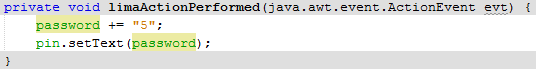 private void limaActionPerformed(java.awt.event.ActionEvent evt) {
password += "5";
pin.setText(password);
}